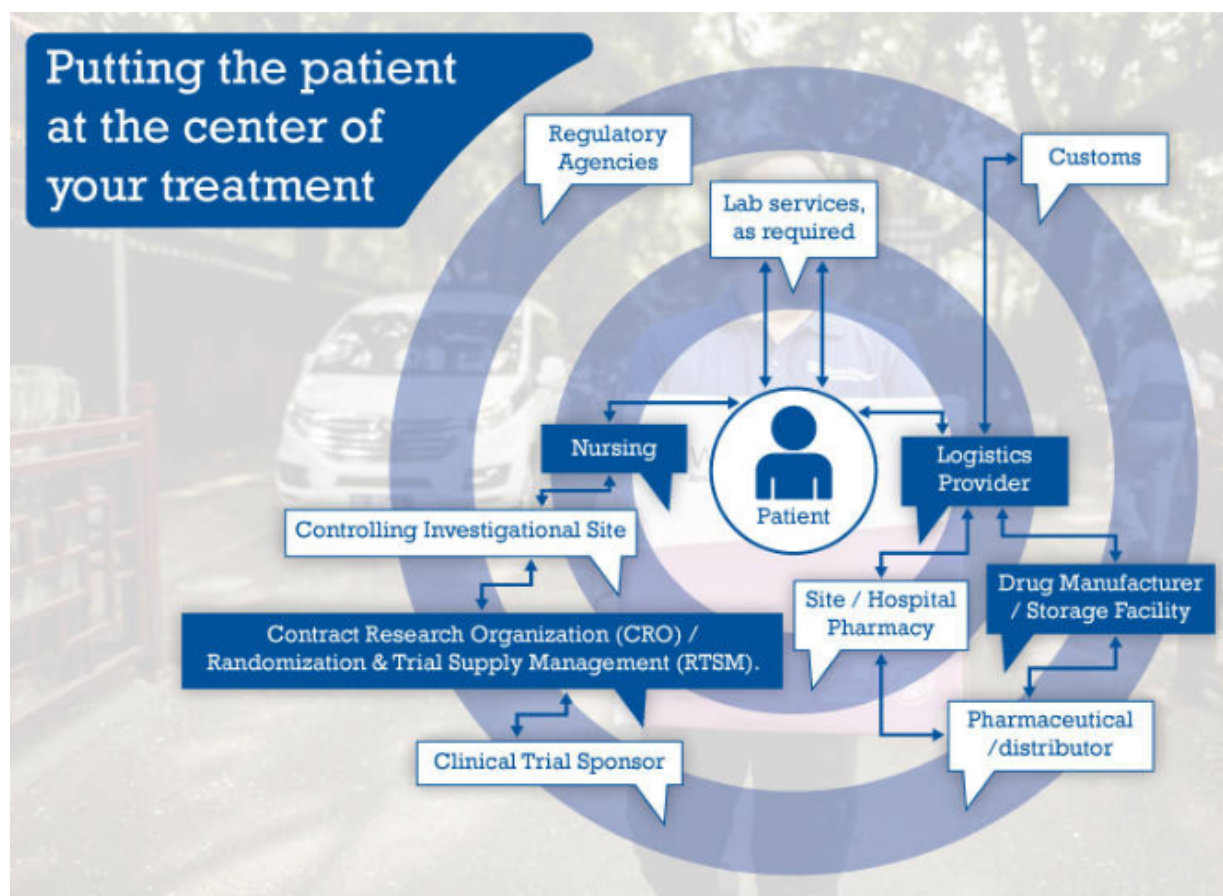 Putting the patient
at the center of
your treatment
Regulatory
Agencies
Customs
Lab services,
as required
Nursing
Logistics
Provider
Patient
Controlling Investigational Site
Site / Hospital
Pharmacy
Drug Manufacturer
/ Storage Facility
Contract Research Organization (CRO) /
Randomization & Trial Supply Management (RTSM).
Pharmaceutical
/distributor
Clinical Trial Sponsor